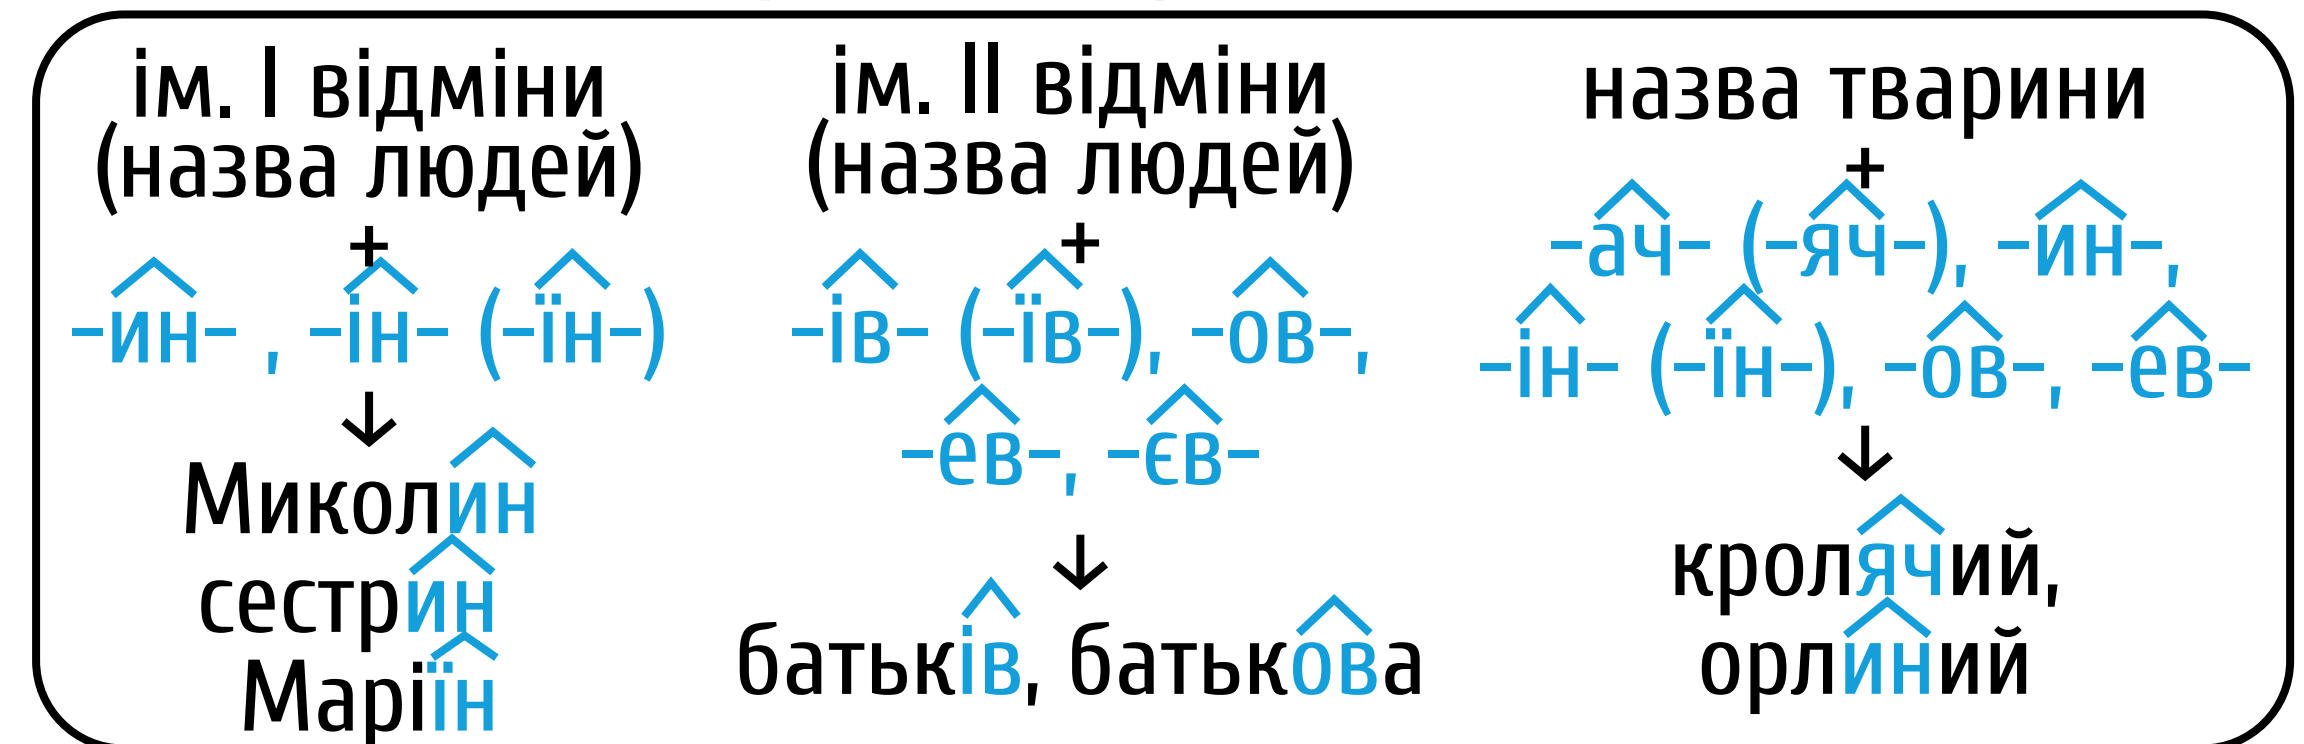 ім. І відміни
(назва людей)
+
–ин– , –ін– (–їн–)
↓
Миколин
сестрин
Маріїн
ім. ІІ відміни
(назва людей)
+
–ів– (–їв–), –ов–,
–ев–, –єв–
↓
батьків, батькова
назва тварини
+
–ач– (–яч–), –ин–,
–ін– (–їн–), –ов–, –ев–
↓
кролячий,
орлиний